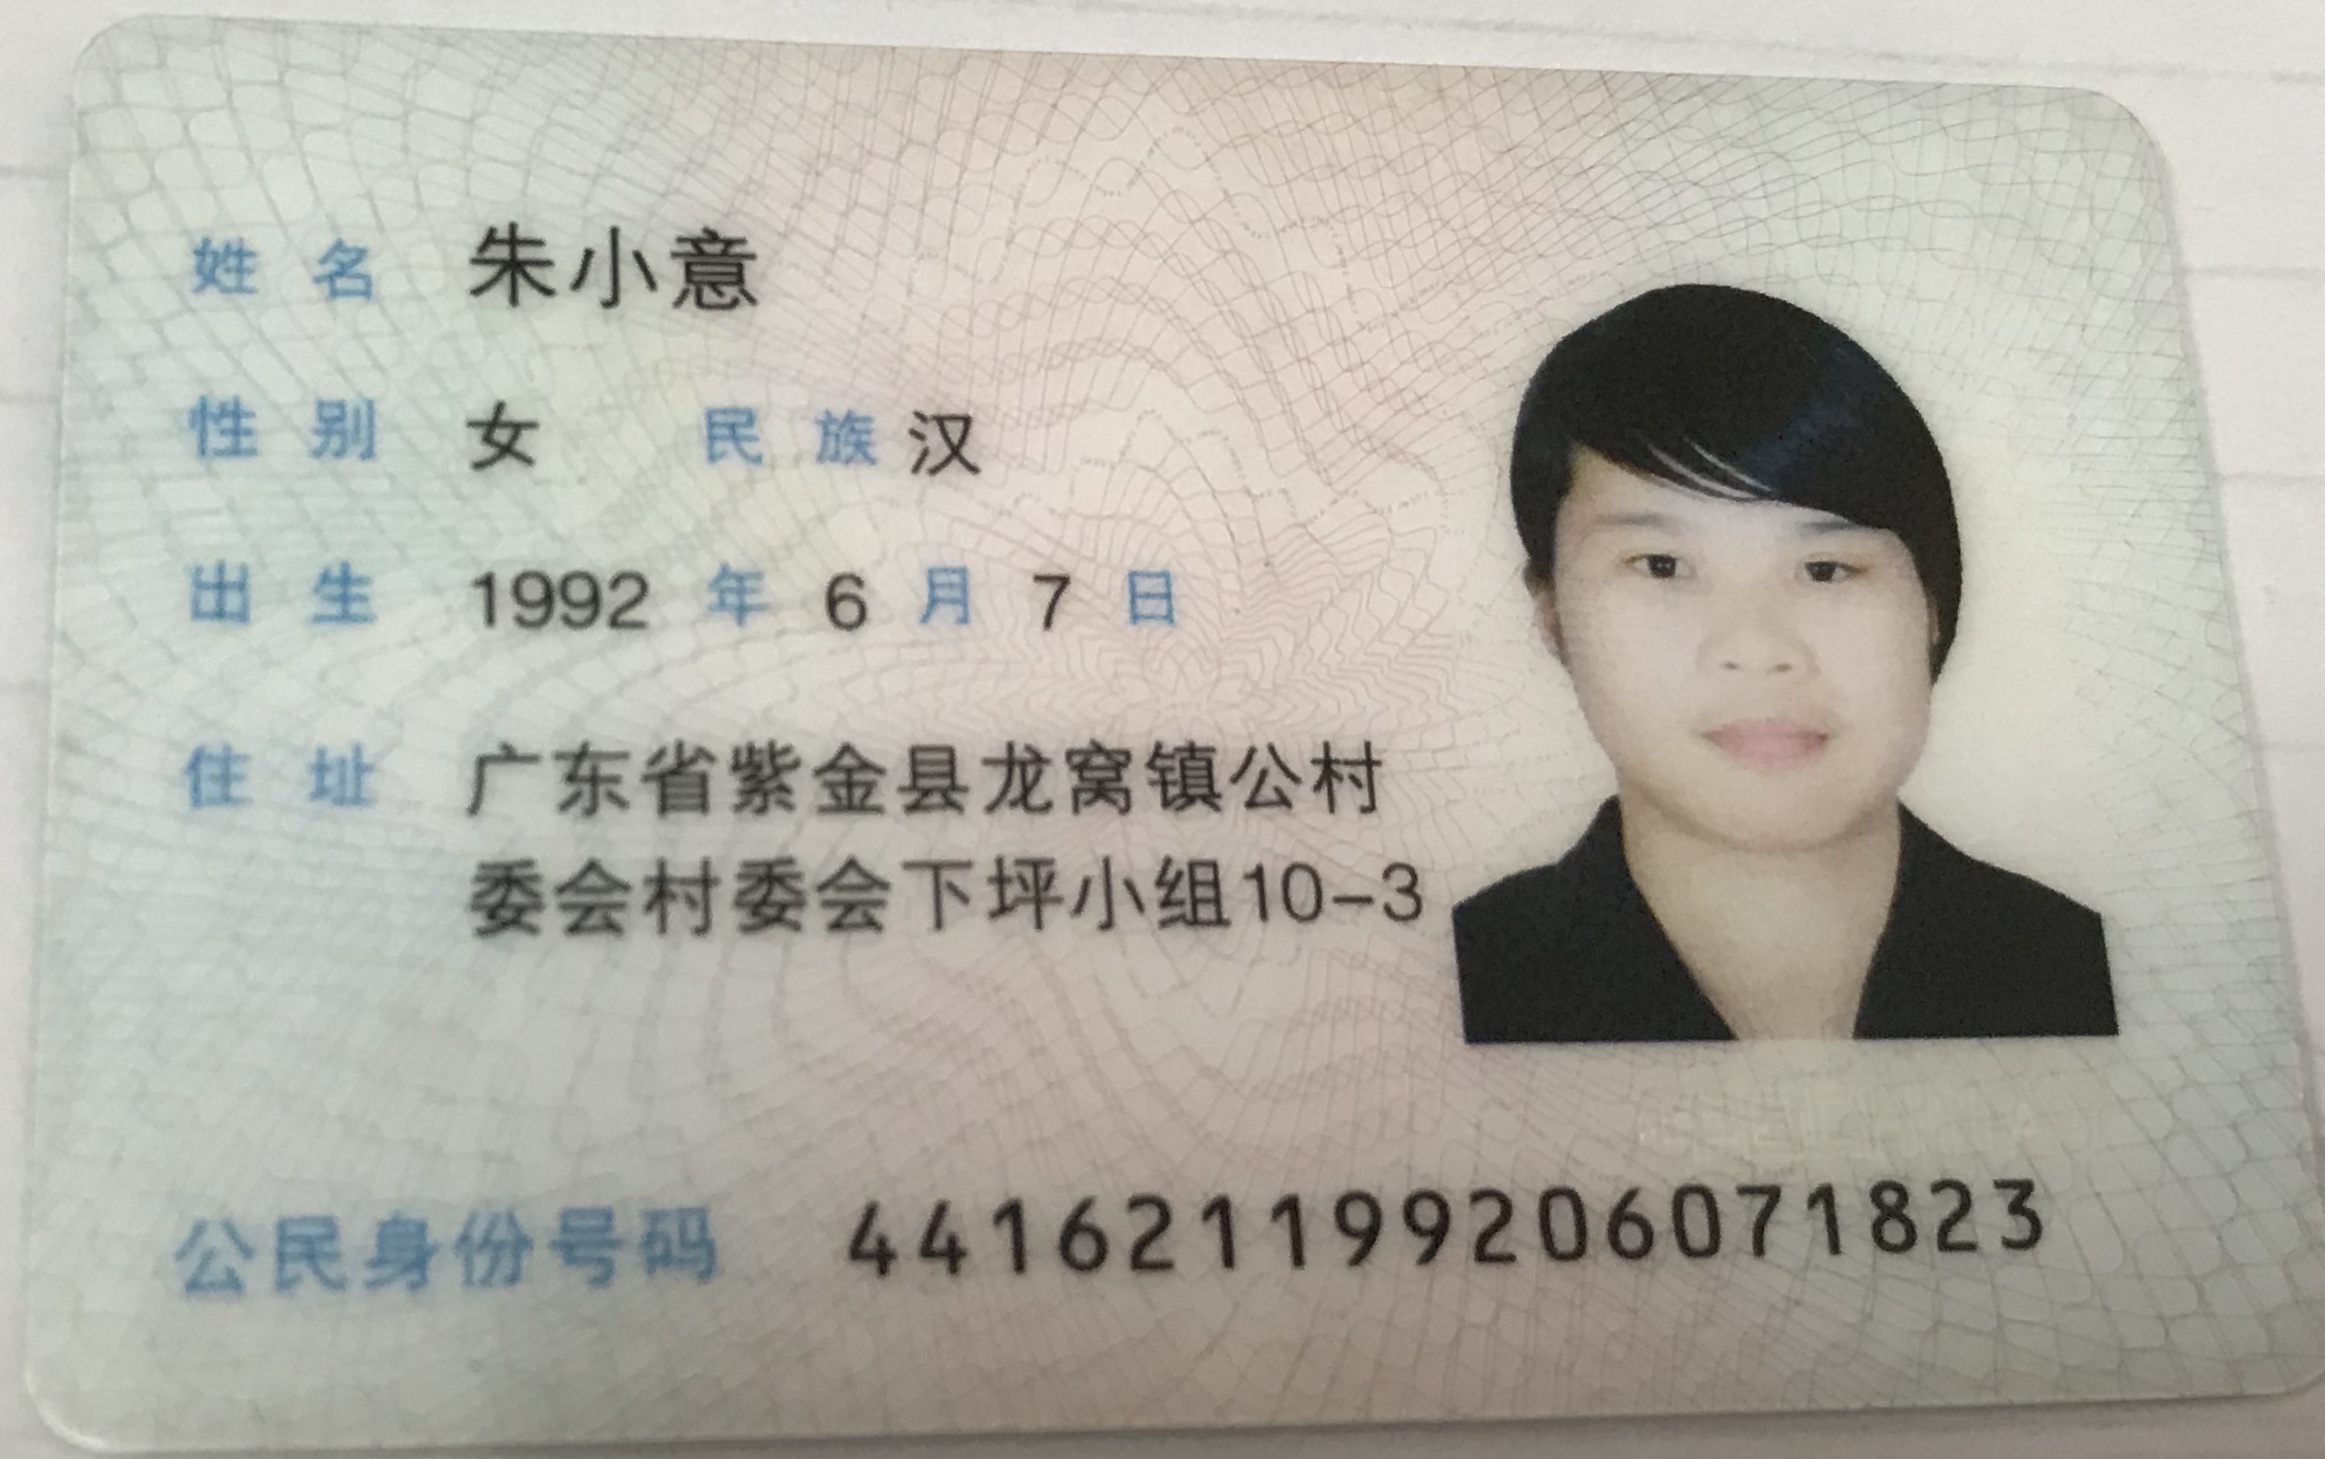 姓名 朱小意
性别 女 民族 汉
出生 1992 年 6 月 7 日
住址 广东省紫金县龙窝镇公村
委会村委会下坪小组10-3
公民身份号码 441621199206071823